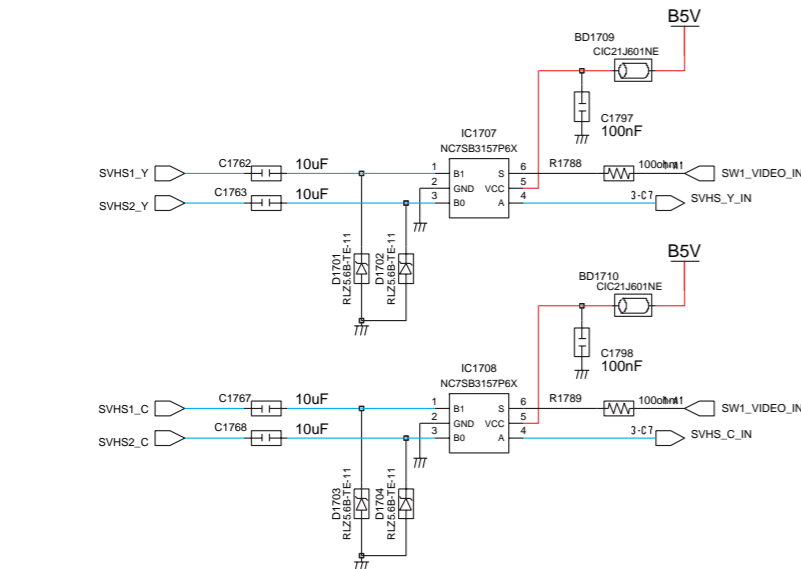 B5V
BD1709
CIC21J601NE
C1797
100nF
IC1707
NC7SB3157P6X
SVHS1_Y
C1762
10uF
1
B1
S
6
R1788
100ohm
SW1_VIDEO_IN
2
GND
VCC
5
SVHS2_Y
C1763
10uF
3
B0
A
4
3-C7
SVHS_Y_IN
D1701
RLZ5.6B-TE-11
D1702
RLZ5.6B-TE-11
B5V
BD1710
CIC21J601NE
C1798
100nF
IC1708
NC7SB3157P6X
SVHS1_C
C1767
10uF
1
B1
S
6
R1789
100ohm
SW1_VIDEO_IN
2
GND
VCC
5
SVHS2_C
C1768
10uF
3
B0
A
4
3-C7
SVHS_C_IN
D1703
RLZ5.6B-TE-11
D1704
RLZ5.6B-TE-11